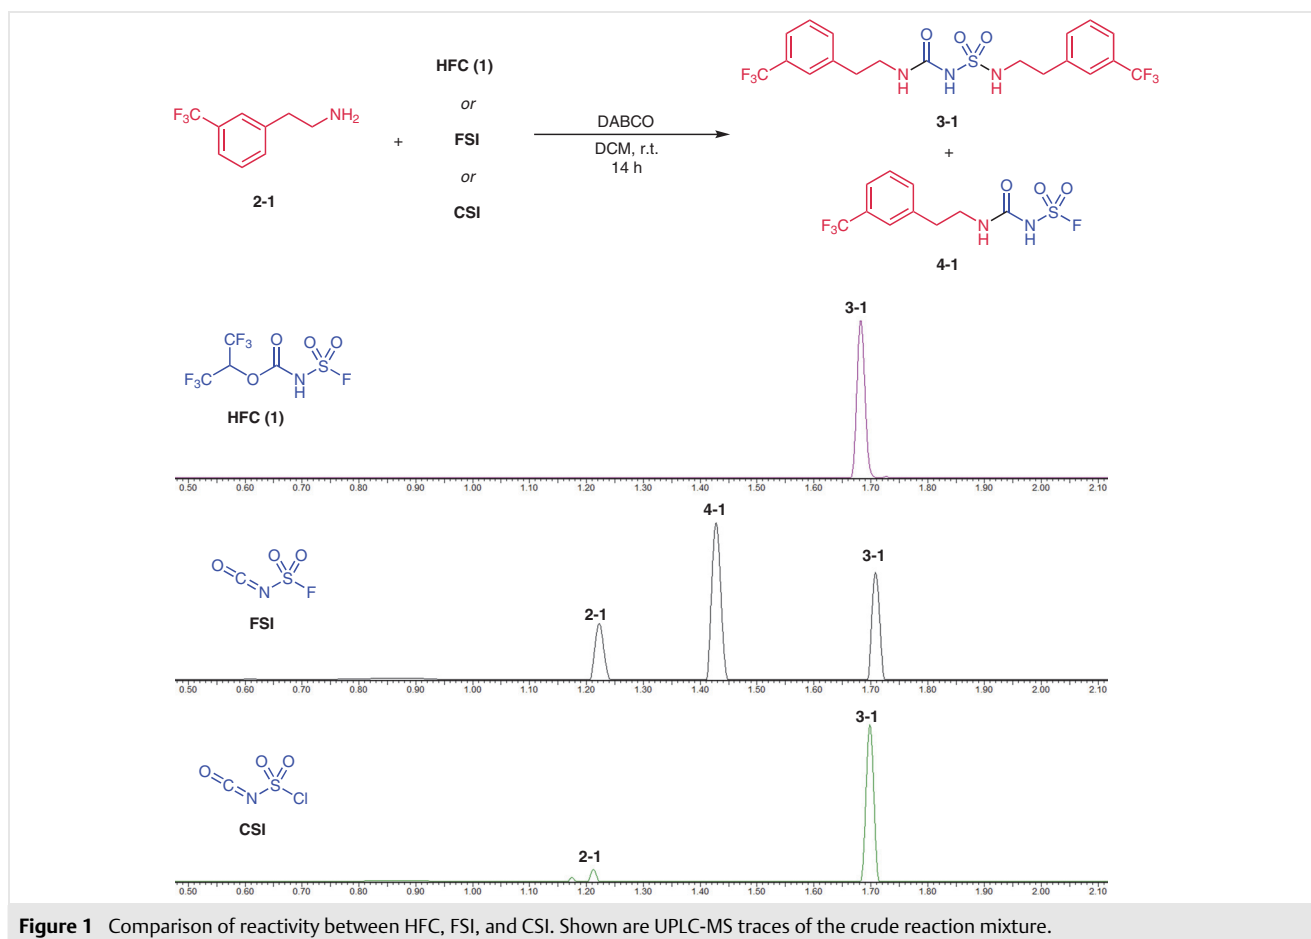 HFC (1)
or
FSI
or
CSI
F₃C
NH₂
2-1
+
DABCO
DCM, r.t.
14 h
O
O O
S
F₃C
N
H
N
H
N
H
CF₃
3-1
+
O
O O
S
F₃C
N
H
N
H
F
4-1
CF₃
F₃C
O
O
N
H
O O
S
F
HFC (1)
3-1
0.50 0.60 0.70 0.80 0.90 1.00 1.10 1.20 1.30 1.40 1.50 1.60 1.70 1.80 1.90 2.00 2.10
O
C
N
O O
S
F
FSI
2-1
4-1
3-1
0.50 0.60 0.70 0.80 0.90 1.00 1.10 1.20 1.30 1.40 1.50 1.60 1.70 1.80 1.90 2.00 2.10
O
C
N
O O
S
Cl
CSI
2-1
3-1
0.50 0.60 0.70 0.80 0.90 1.00 1.10 1.20 1.30 1.40 1.50 1.60 1.70 1.80 1.90 2.00 2.10
Figure 1 Comparison of reactivity between HFC, FSI, and CSI. Shown are UPLC-MS traces of the crude reaction mixture.